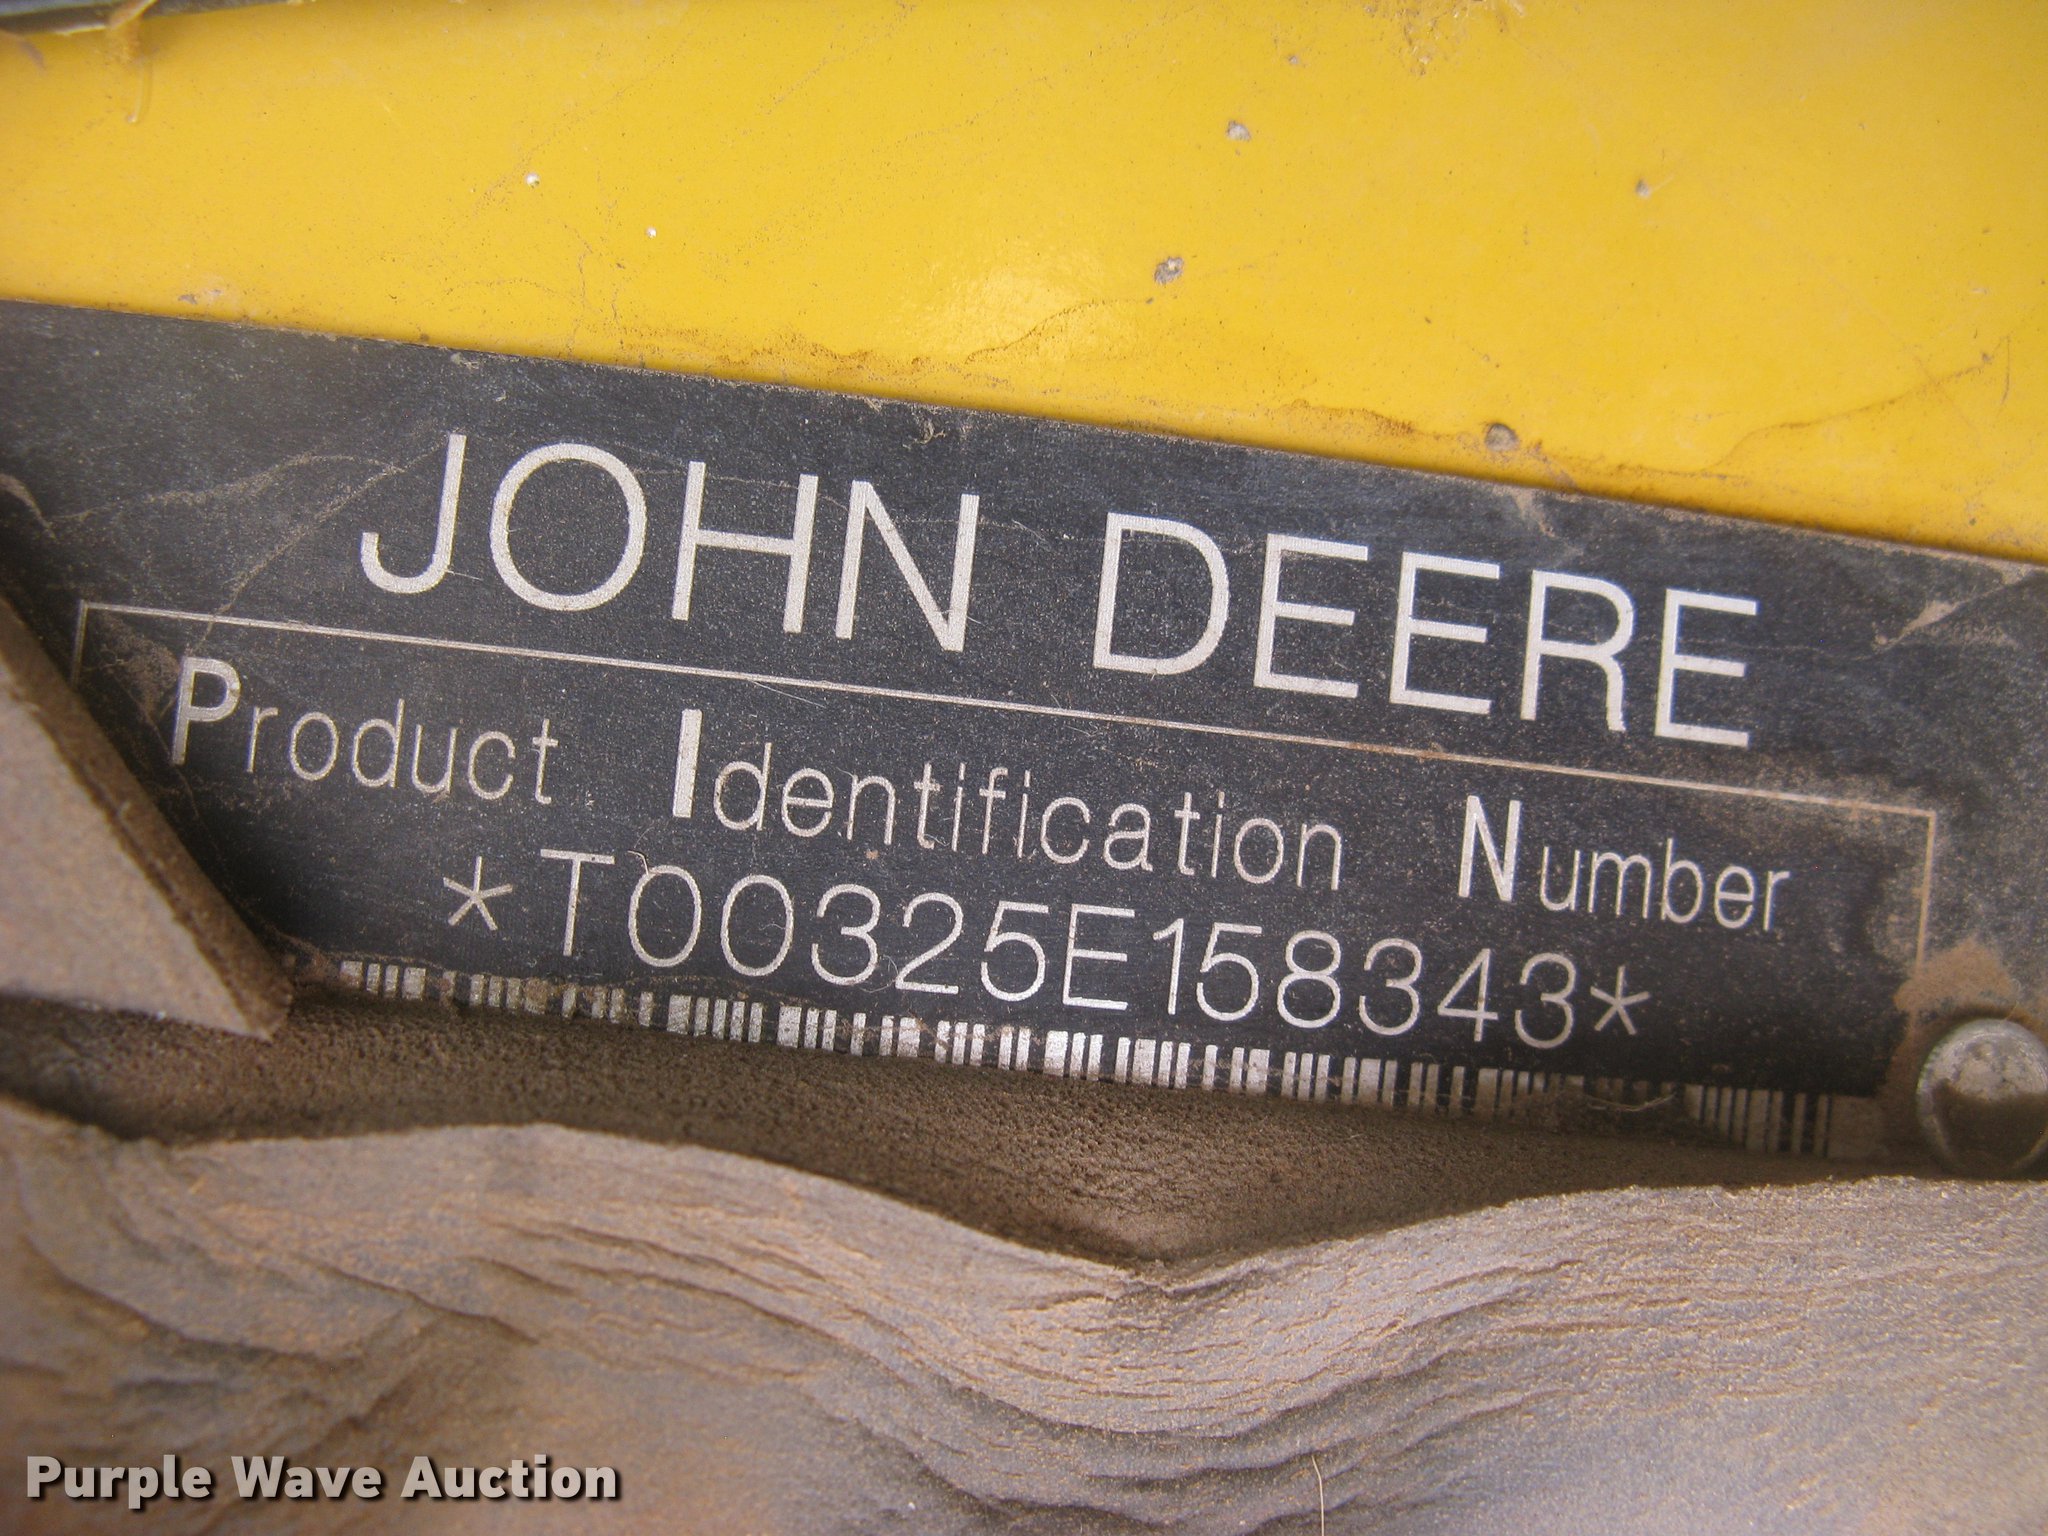 JOHN DEERE
Product Identification Number
*T00325E158343*
Purple Wave Auction